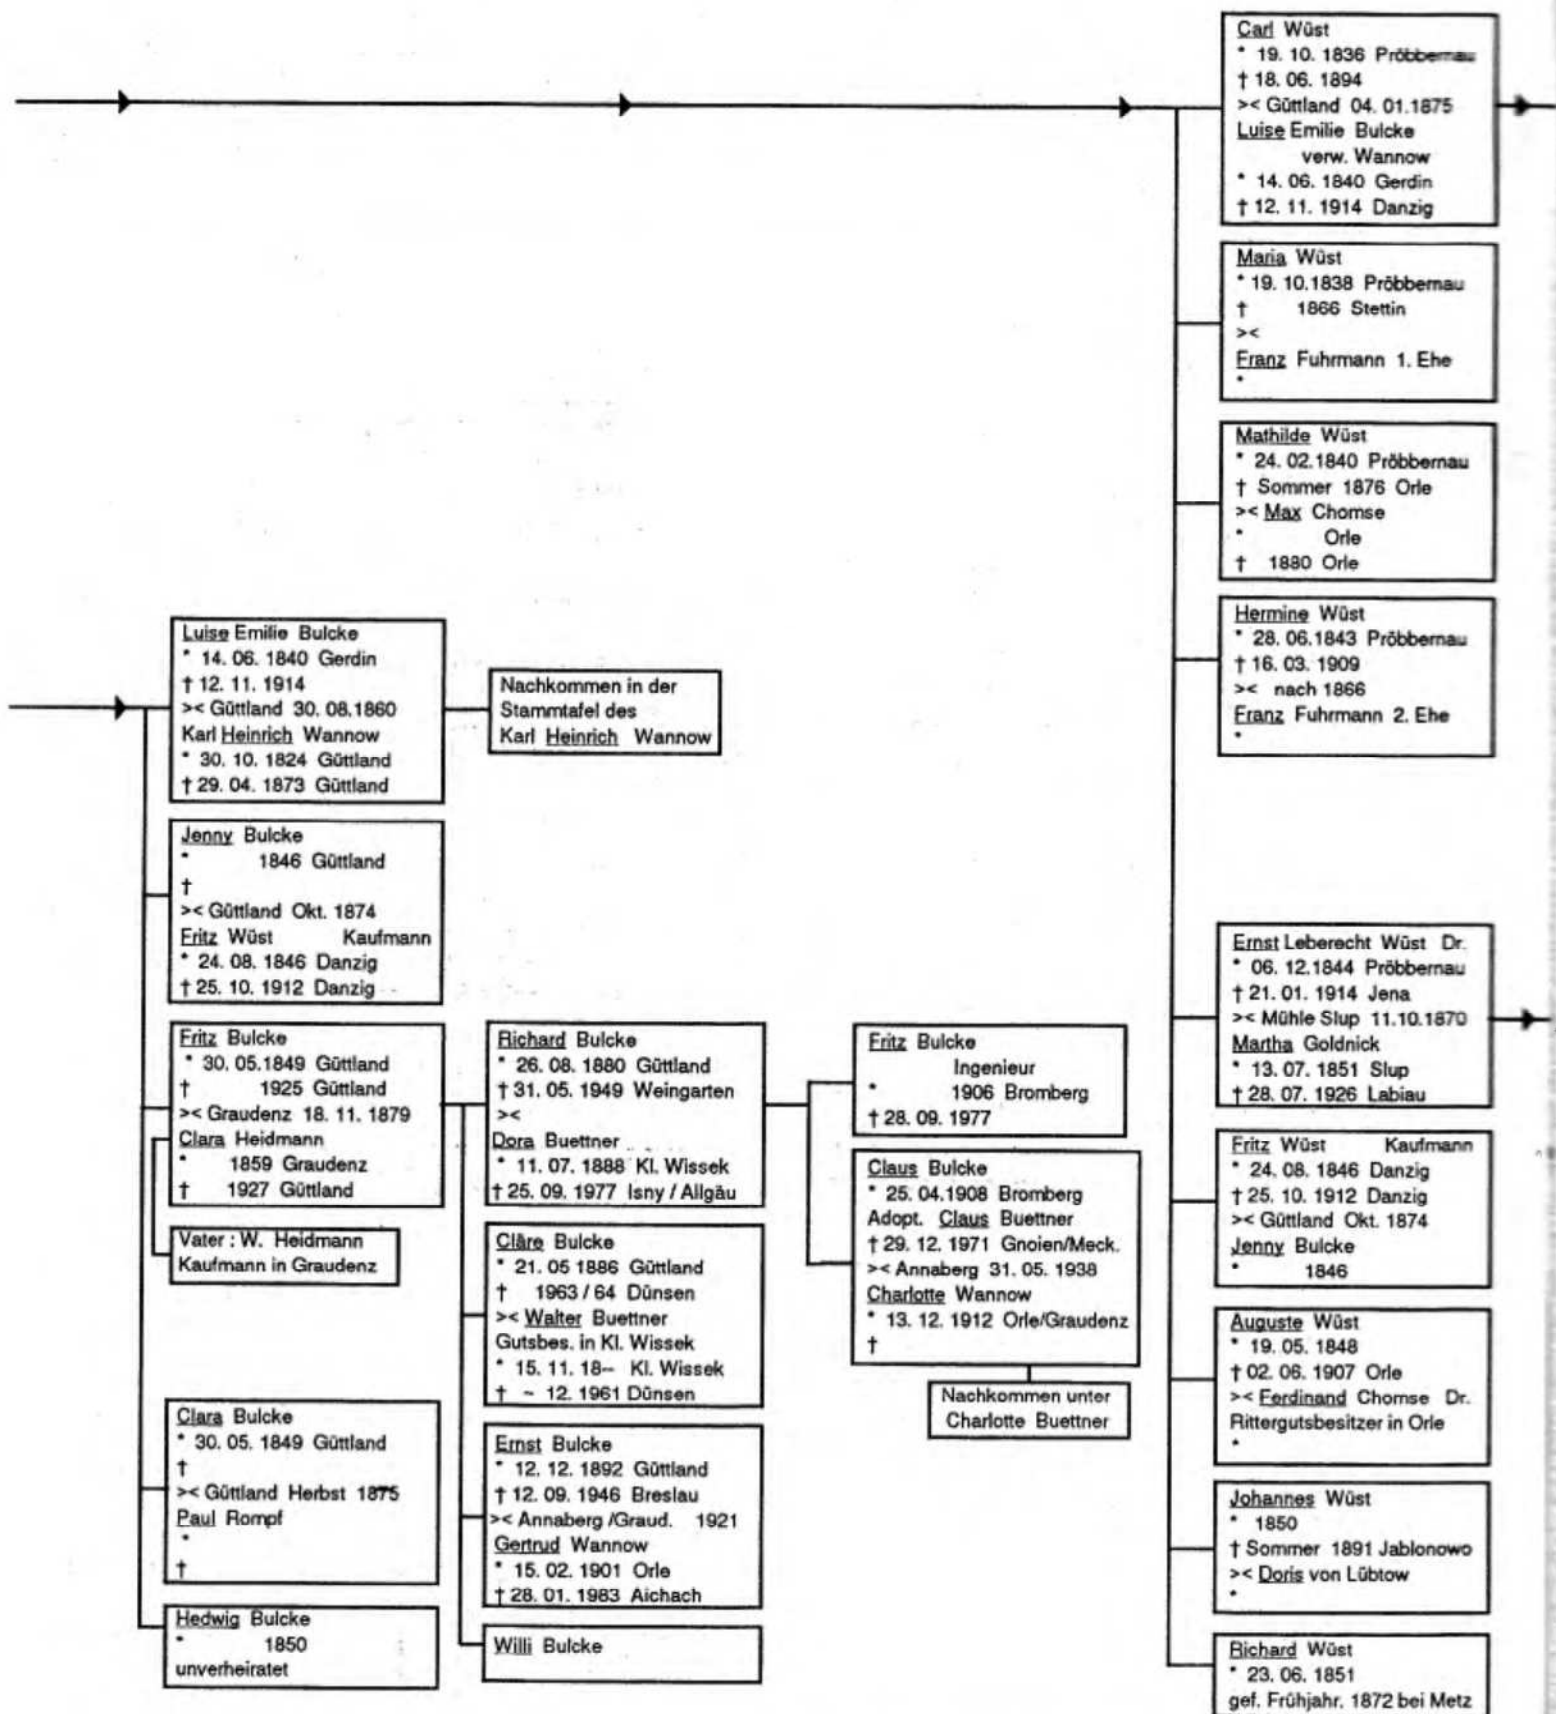 Carl Wüst
* 19. 10. 1836 Pröbbernau
† 18. 06. 1894
>< Güttland 04. 01.1875
Luise Emilie Bulcke
verw. Wannow
* 14. 06. 1840 Gerdin
† 12. 11. 1914 Danzig
Maria Wüst
* 19. 10.1838 Pröbbernau
† 1866 Stettin
><
Franz Fuhrmann 1. Ehe
*
Mathilde Wüst
* 24. 02.1840 Pröbbernau
† Sommer 1876 Orle
>< Max Chomse
* Orle
† 1880 Orle
Hermine Wüst
* 28. 06.1843 Pröbbernau
† 16. 03. 1909
>< nach 1866
Franz Fuhrmann 2. Ehe
*
Luise Emilie Bulcke
* 14. 06. 1840 Gerdin
† 12. 11. 1914
>< Güttland 30. 08.1860
Karl Heinrich Wannow
* 30. 10. 1824 Güttland
† 29. 04. 1873 Güttland
Nachkommen in der
Stammtafel des
Karl Heinrich Wannow
Jenny Bulcke
* 1846 Güttland
†
>< Güttland Okt. 1874
Fritz Wüst Kaufmann
* 24. 08. 1846 Danzig
† 25. 10. 1912 Danzig
Fritz Bulcke
* 30. 05.1849 Güttland
† 1925 Güttland
>< Graudenz 18. 11. 1879
Clara Heidmann
* 1859 Graudenz
† 1927 Güttland
Vater : W. Heidmann
Kaufmann in Graudenz
Clara Bulcke
* 30. 05. 1849 Güttland
†
>< Güttland Herbst 1875
Paul Rompf
*
†
Hedwig Bulcke
* 1850
unverheiratet
Richard Bulcke
* 26. 08. 1880 Güttland
† 31. 05. 1949 Weingarten
><
Dora Buettner
* 11. 07. 1888 Kl. Wissek
† 25. 09. 1977 Isny / Allgäu
Cläre Bulcke
* 21. 05 1886 Güttland
† 1963 / 64 Dünsen
>< Walter Buettner
Gutsbes. in Kl. Wissek
* 15. 11. 18-- Kl. Wissek
† ~ 12. 1961 Dünsen
Ernst Bulcke
* 12. 12. 1892 Güttland
† 12. 09. 1946 Breslau
>< Annaberg /Graud. 1921
Gertrud Wannow
* 15. 02. 1901 Orle
† 28. 01. 1983 Aichach
Willi Bulcke
Fritz Bulcke
Ingenieur
* 1906 Bromberg
† 28. 09. 1977
Claus Bulcke
* 25. 04.1908 Bromberg
Adopt. Claus Buettner
† 29. 12. 1971 Gnoien/Meck.
>< Annaberg 31. 05. 1938
Charlotte Wannow
* 13. 12. 1912 Orle/Graudenz
†
Nachkommen unter
Charlotte Buettner
Ernst Leberecht Wüst Dr.
* 06. 12.1844 Pröbbernau
† 21. 01. 1914 Jena
>< Mühle Slup 11.10.1870
Martha Goldnick
* 13. 07. 1851 Slup
† 28. 07. 1926 Labiau
Fritz Wüst Kaufmann
* 24. 08. 1846 Danzig
† 25. 10. 1912 Danzig
>< Güttland Okt. 1874
Jenny Bulcke
* 1846
Auguste Wüst
* 19. 05. 1848
† 02. 06. 1907 Orle
>< Ferdinand Chomse Dr.
Rittergutsbesitzer in Orle
*
Johannes Wüst
* 1850
† Sommer 1891 Jablonowo
>< Doris von Lübtow
*
Richard Wüst
* 23. 06. 1851
gef. Frühjahr. 1872 bei Metz